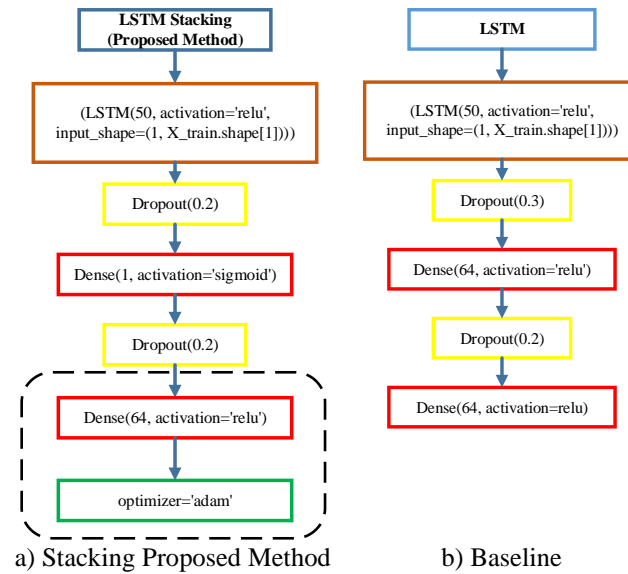 LSTM Stacking
(Proposed Method)
(LSTM(50, activation='relu',
input_shape=(1, X_train.shape[1])))
Dropout(0.2)
Dense(1, activation='sigmoid')
Dropout(0.2)
Dense(64, activation='relu')
optimizer='adam'
a) Stacking Proposed Method
LSTM
(LSTM(50, activation='relu',
input_shape=(1, X_train.shape[1])))
Dropout(0.3)
Dense(64, activation='relu')
Dropout(0.2)
Dense(64, activation=relu)
b) Baseline